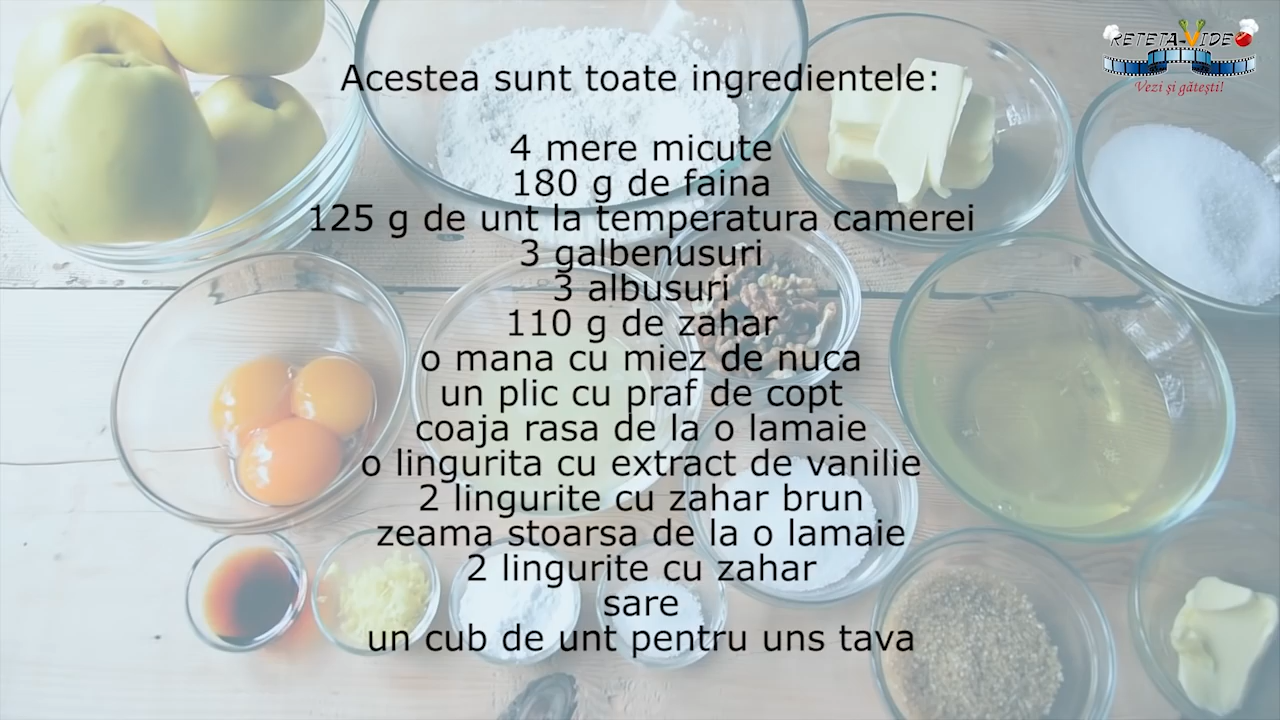 RETETA-VIDEO
Vezi și gătești!
Acestea sunt toate ingredientele:
4 mere micute
180 g de faina
125 g de unt la temperatura camerei
3 galbenusuri
3 albusuri
110 g de zahar
o mana cu miez de nuca
un plic cu praf de copt
coaja rasa de la o lamaie
o lingurita cu extract de vanilie
2 lingurite cu zahar brun
zeama stoarsa de la o lamaie
2 lingurite cu zahar
sare
un cub de unt pentru uns tava